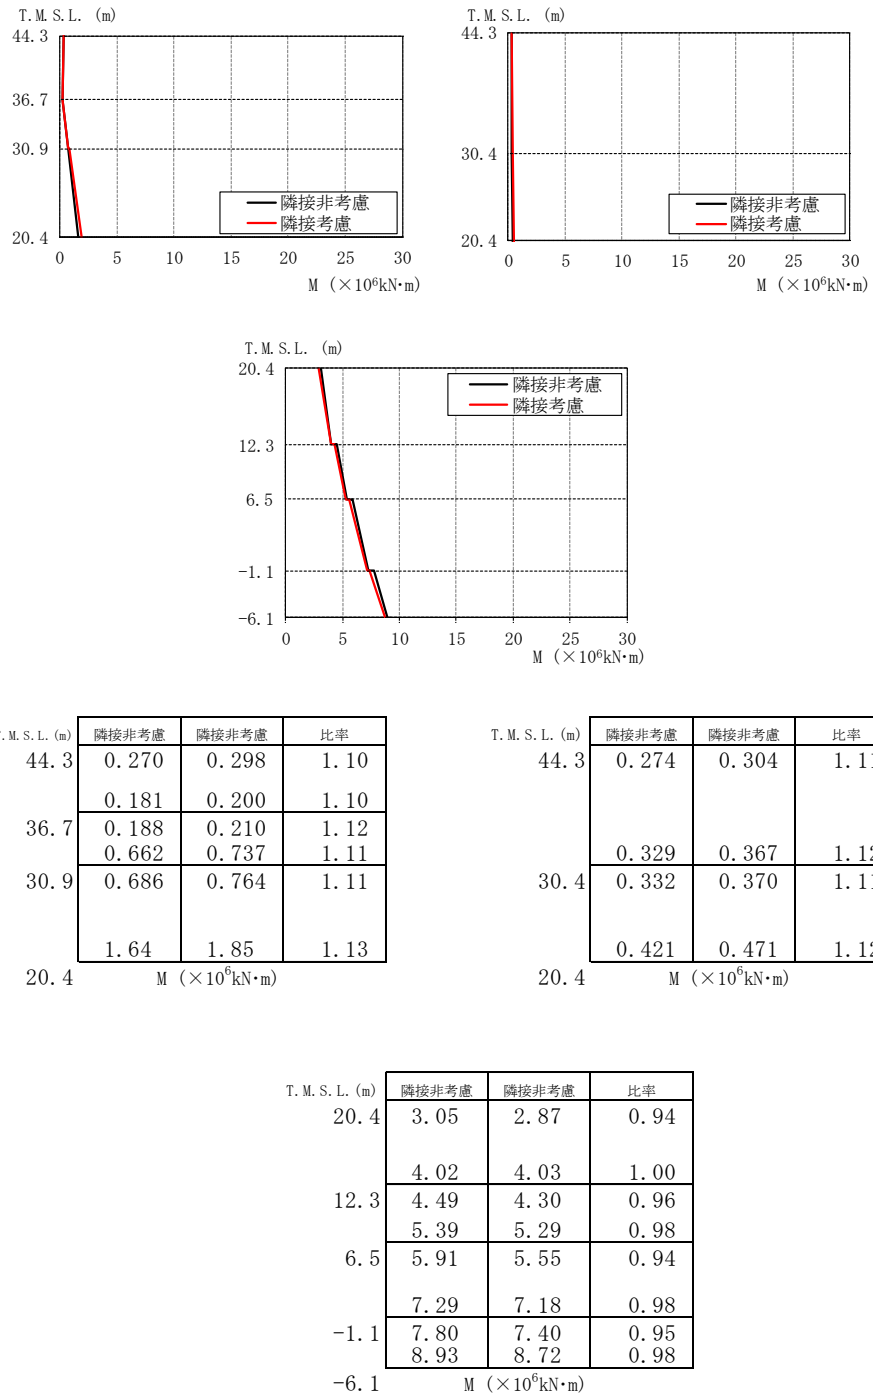 T.M.S.L. (m)
44.3
36.7
30.9
20.4
隣接非考慮
隣接考慮
0 5 10 15 20 25 30
M (×10⁶kN・m)
T.M.S.L. (m)
44.3
30.4
20.4
隣接非考慮
隣接考慮
0 5 10 15 20 25 30
M (×10⁶kN・m)
T.M.S.L. (m)
20.4
12.3
6.5
-1.1
-6.1
隣接非考慮
隣接考慮
0 5 10 15 20 25 30
M (×10⁶kN・m)
T.M.S.L.(m) 隣接非考慮 隣接非考慮 比率
44.3 0.270 0.298 1.10
0.181 0.200 1.10
36.7 0.188 0.210 1.12
0.662 0.737 1.11
30.9 0.686 0.764 1.11
1.64 1.85 1.13
20.4 M (×10⁶kN・m)
T.M.S.L.(m) 隣接非考慮 隣接非考慮 比率
44.3 0.274 0.304 1.11
0.329 0.367 1.12
30.4 0.332 0.370 1.11
0.421 0.471 1.12
20.4 M (×10⁶kN・m)
T.M.S.L.(m) 隣接非考慮 隣接非考慮 比率
20.4 3.05 2.87 0.94
4.02 4.03 1.00
12.3 4.49 4.30 0.96
5.39 5.29 0.98
6.5 5.91 5.55 0.94
7.29 7.18 0.98
-1.1 7.80 7.40 0.95
8.93 8.72 0.98
-6.1 M (×10⁶kN・m)